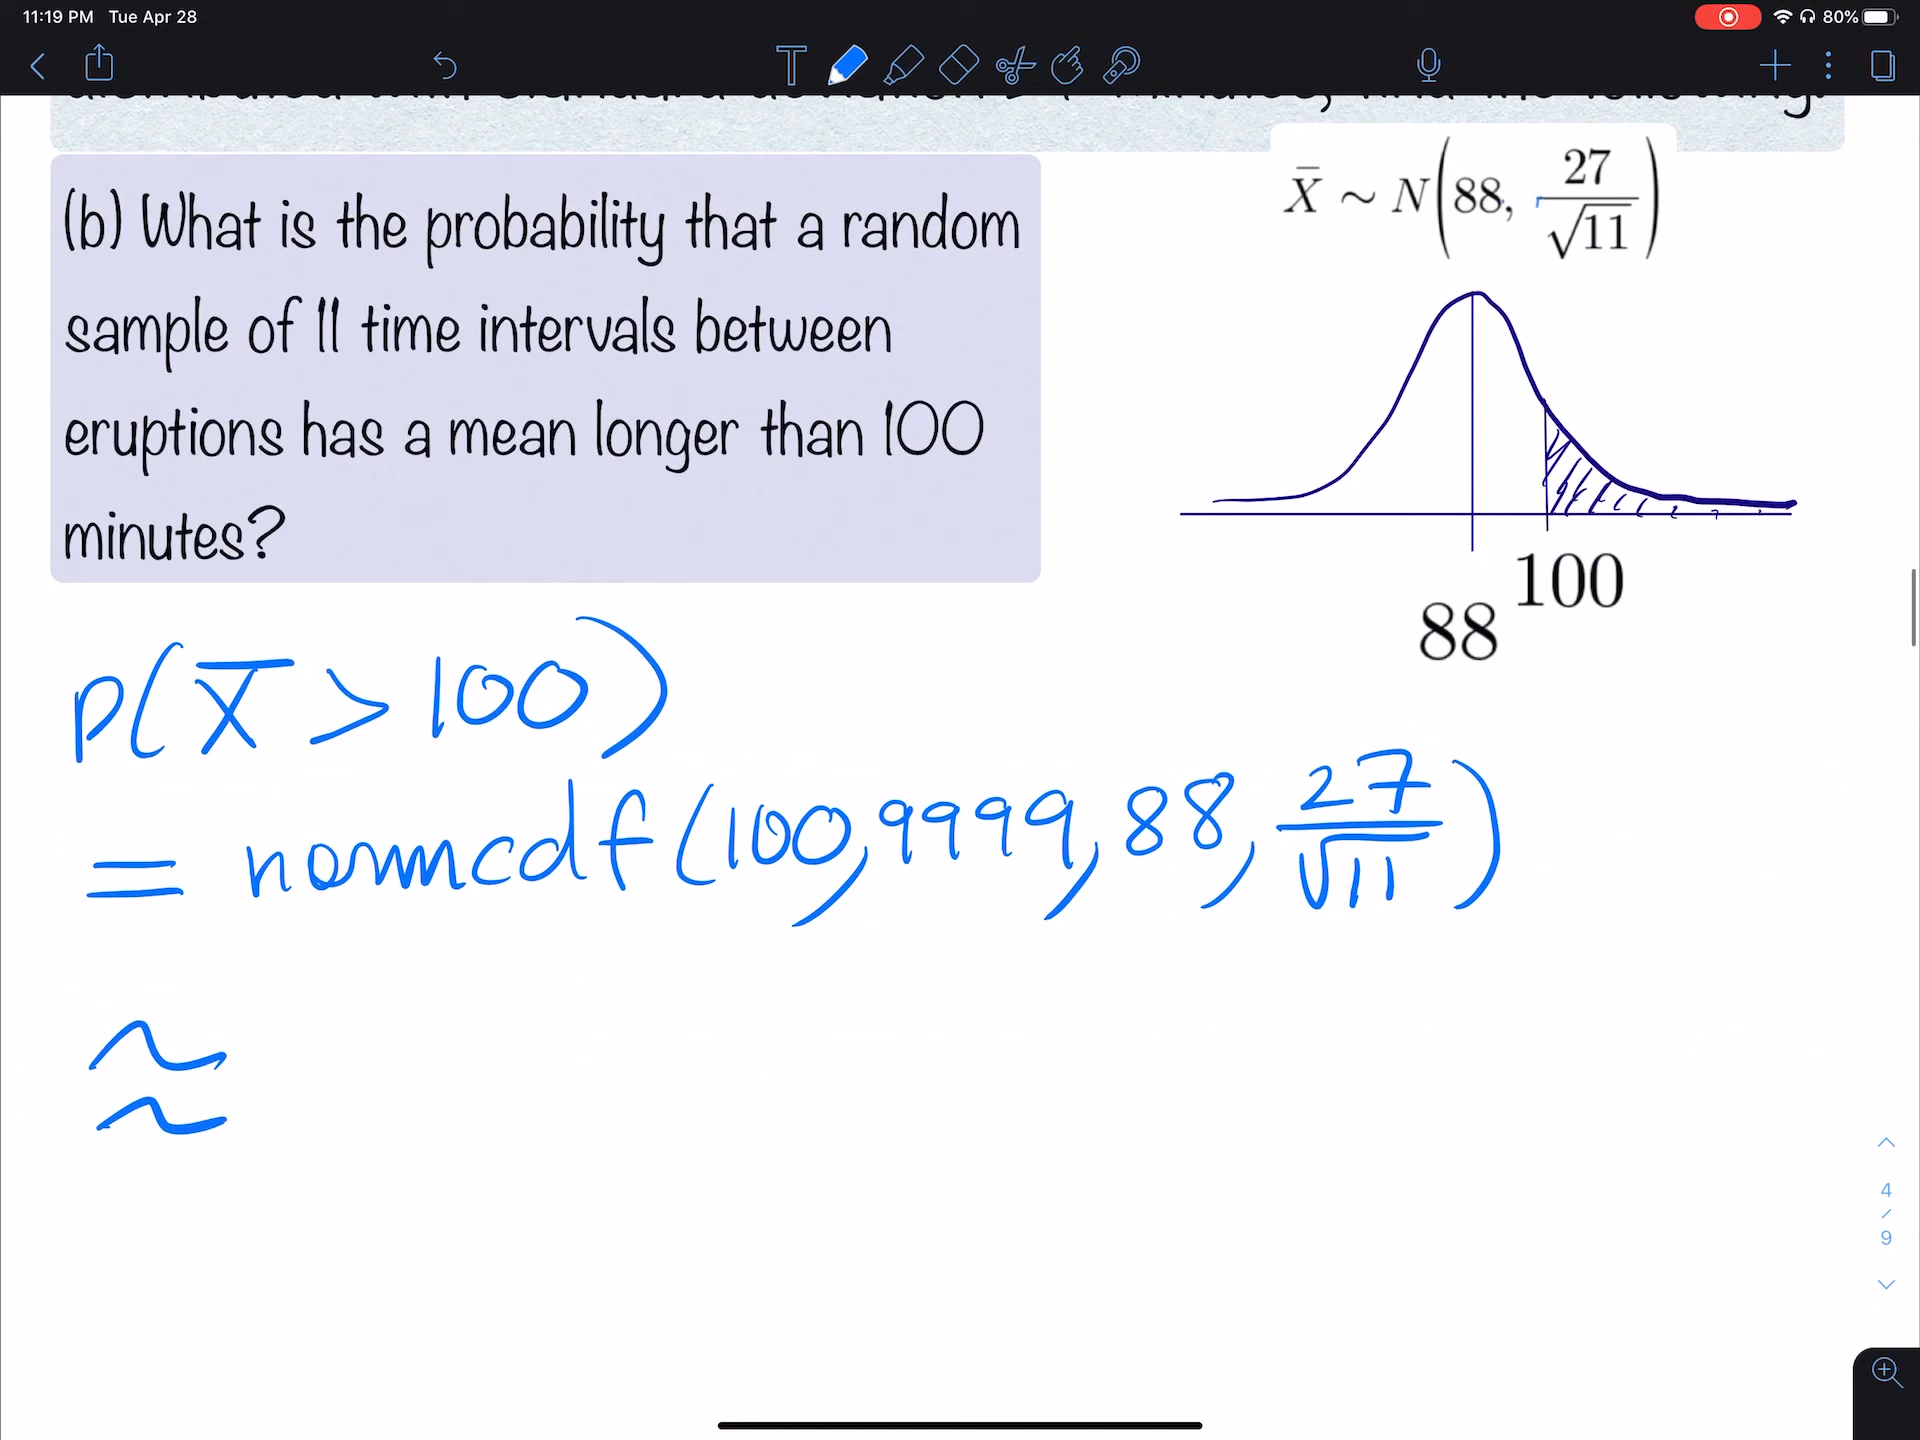 11:19 PM Tue Apr 28
80%
T
(b) What is the probability that a random
sample of 11 time intervals between
eruptions has a mean longer than 100
minutes?
X̄ ~ N(88, 27/√11)
100
88
P(X̄ > 100)
= normcdf(100, 9999, 88, 27/√11)
≈
4
/
9